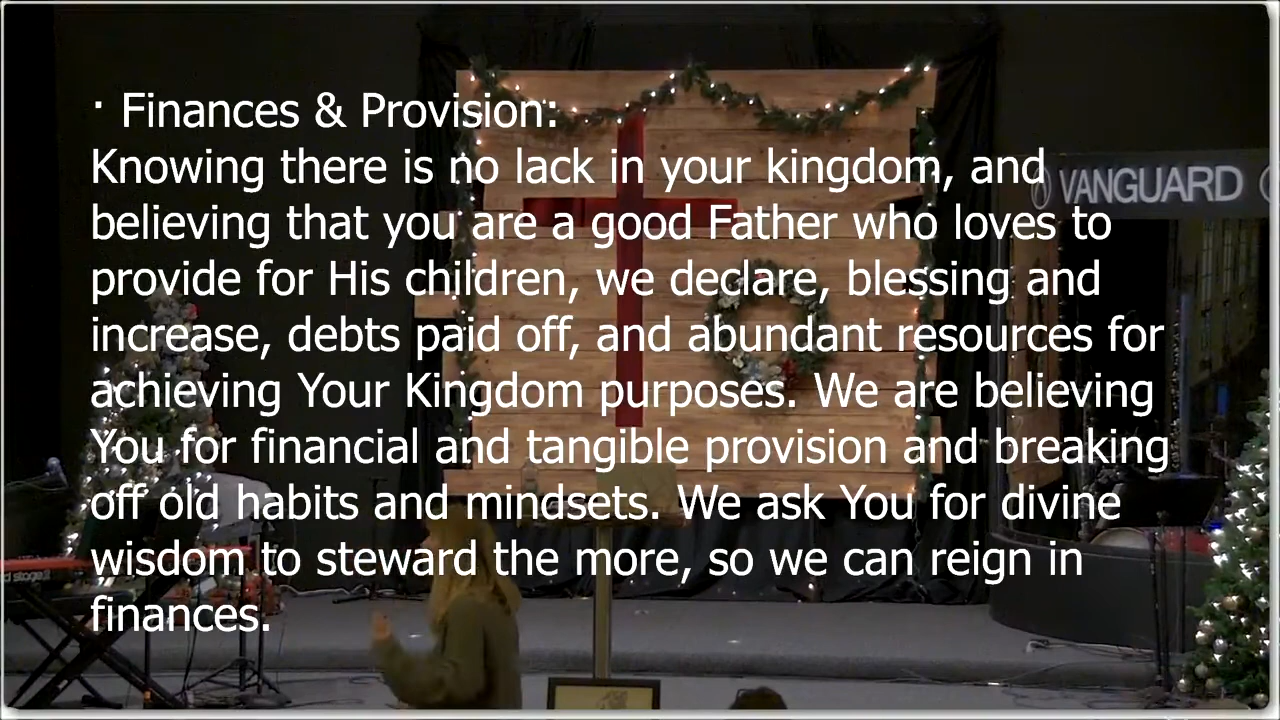 · Finances & Provision:
Knowing there is no lack in your kingdom, and
believing that you are a good Father who loves to
provide for His children, we declare, blessing and
increase, debts paid off, and abundant resources for
achieving Your Kingdom purposes. We are believing
You for financial and tangible provision and breaking
off old habits and mindsets. We ask You for divine
wisdom to steward the more, so we can reign in
finances.
VANGUARD